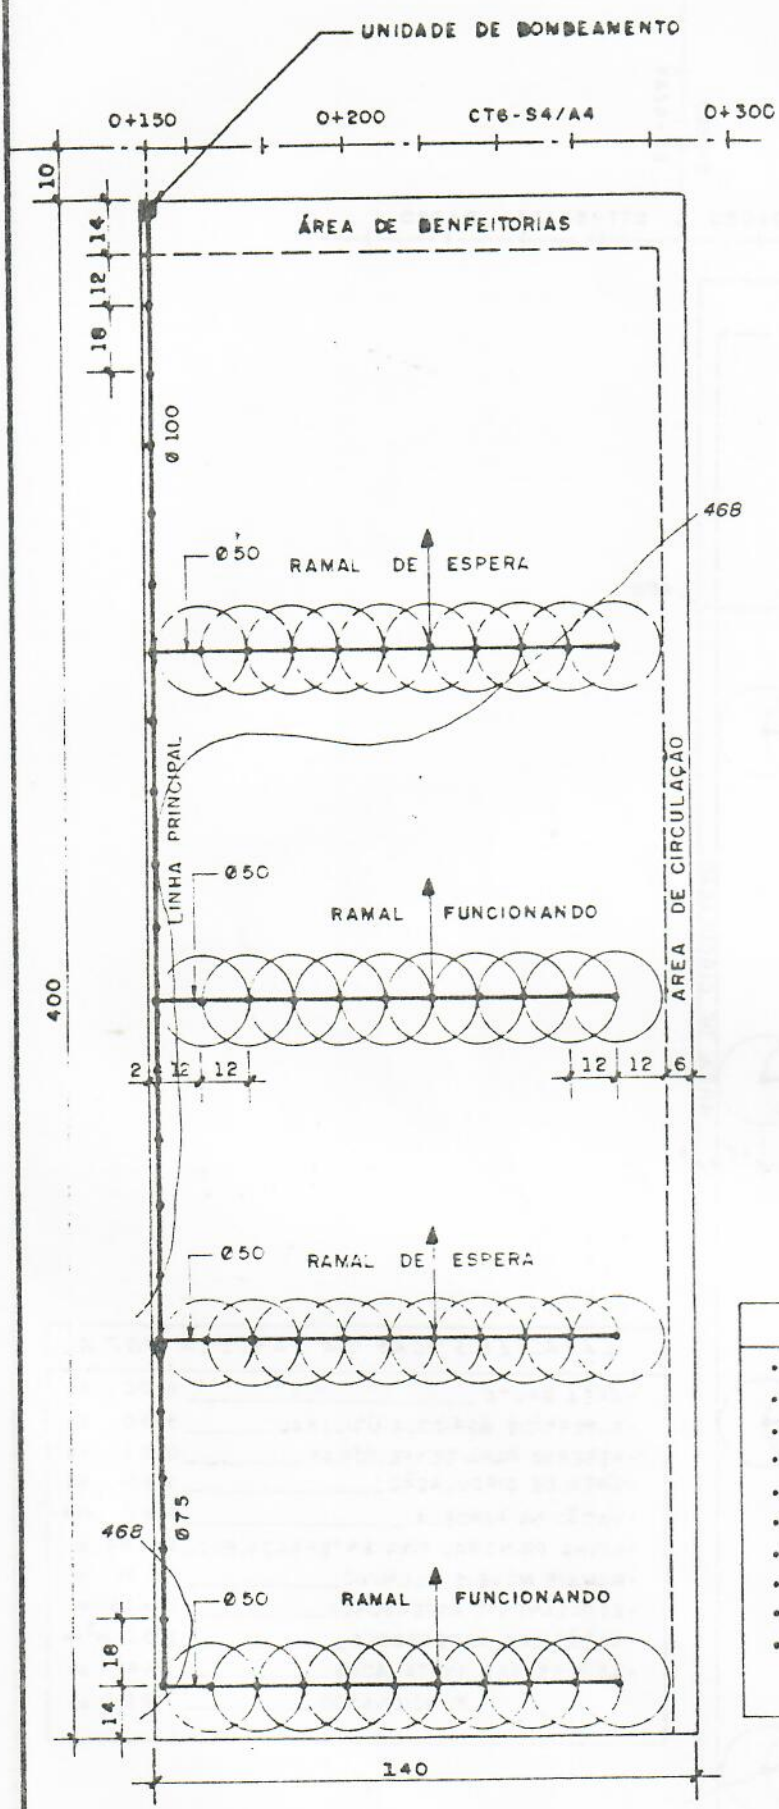 UNIDADE DE BOMBEAMENTO
0+150 0+200 CT6-S4/A4 0+300
10
14
ÁREA DE BENFEITORIAS
12
18
Ø100
468
Ø50 RAMAL DE ESPERA
LINHA PRINCIPAL
ÁREA DE CIRCULAÇÃO
Ø50
RAMAL FUNCIONANDO
400
2 12 12 12 12 6
Ø50 RAMAL DE ESPERA
Ø75
468
Ø50 RAMAL FUNCIONANDO
18
14
140